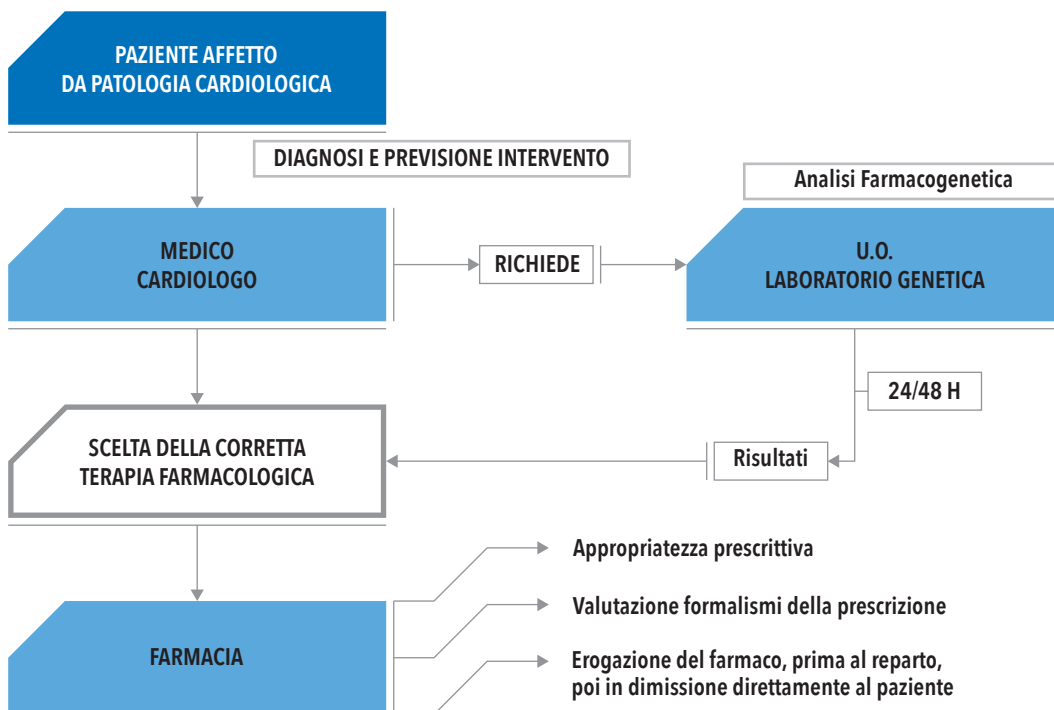 PAZIENTE AFFETTO
DA PATOLOGIA CARDIOLOGICA
DIAGNOSI E PREVISIONE INTERVENTO
Analisi Farmacogenetica
MEDICO
CARDIOLOGO
RICHIEDE
U.O.
LABORATORIO GENETICA
24/48 H
SCELTA DELLA CORRETTA
TERAPIA FARMACOLOGICA
Risultati
Appropriatezza prescrittiva
Valutazione formalismi della prescrizione
FARMACIA
Erogazione del farmaco, prima al reparto,
poi in dimissione direttamente al paziente